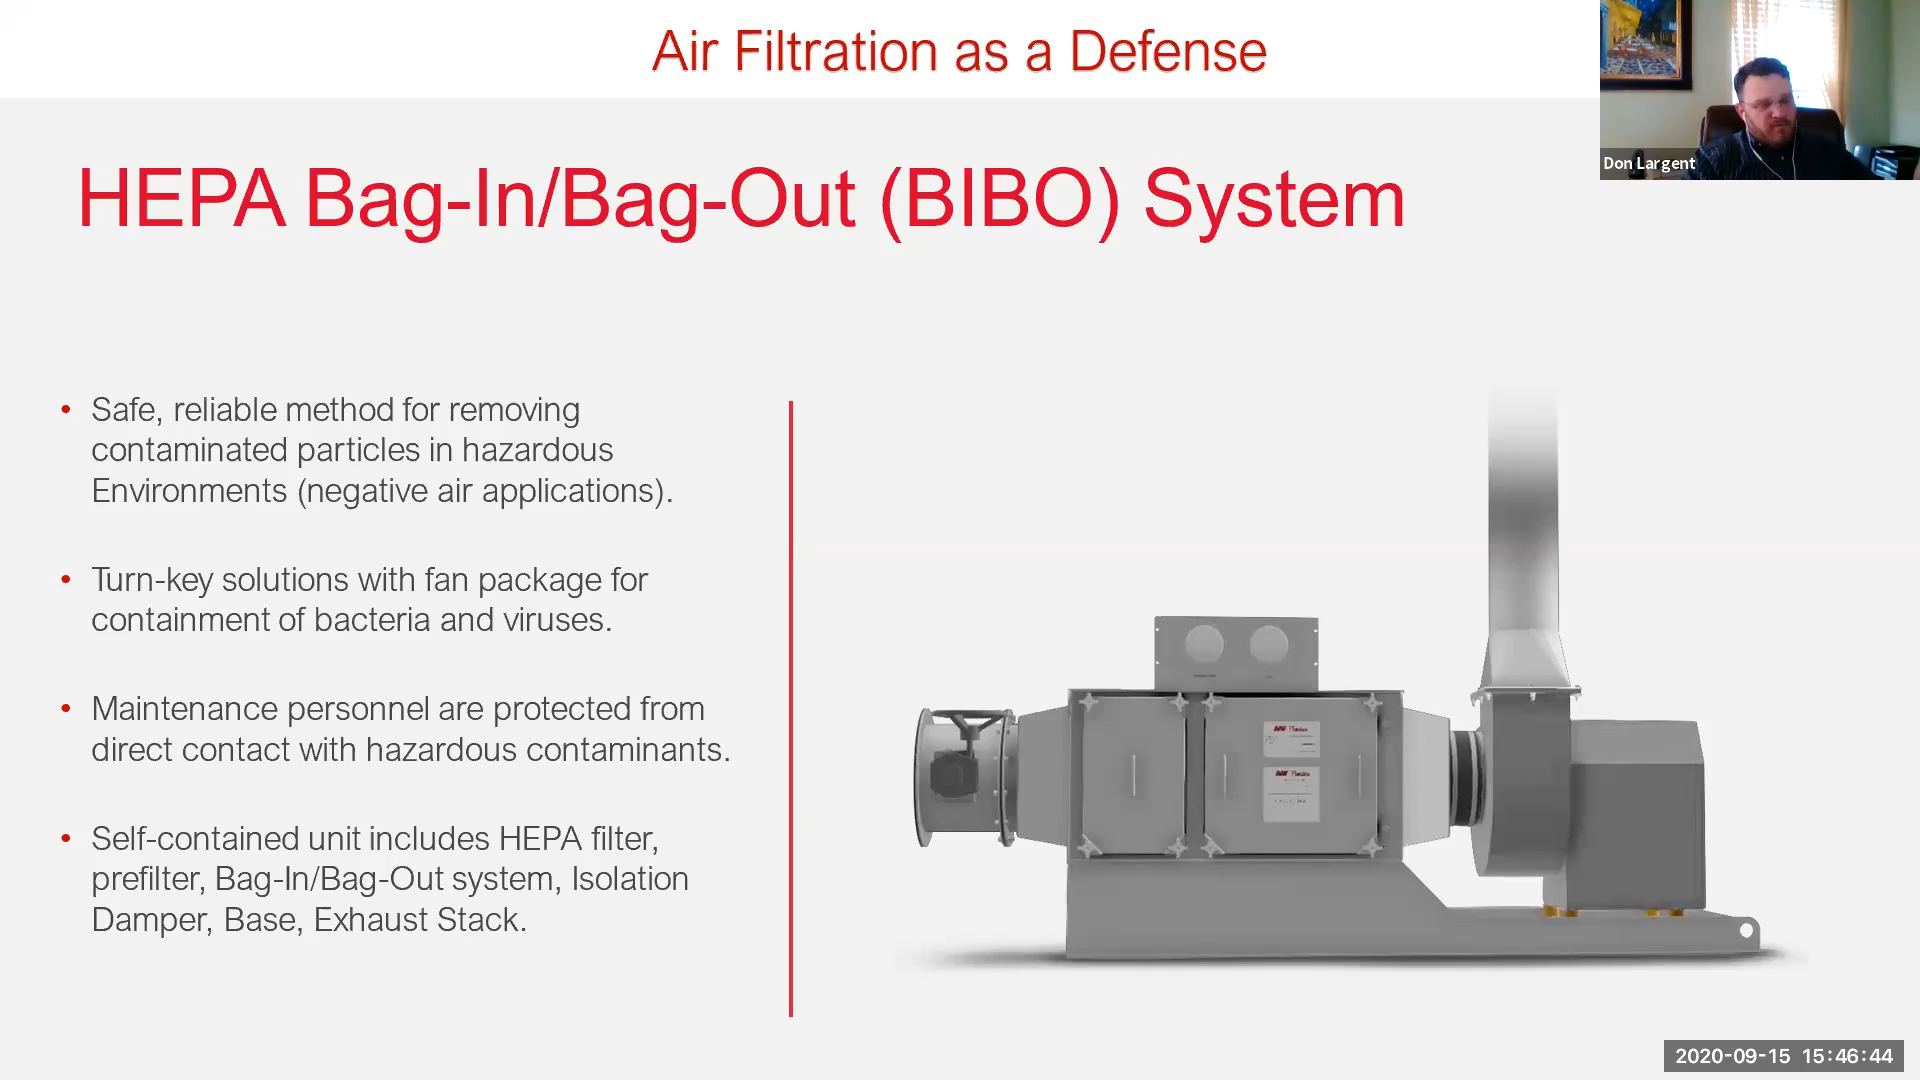 Air Filtration as a Defense
Don Largent
HEPA Bag-In/Bag-Out (BIBO) System
• Safe, reliable method for removing
contaminated particles in hazardous
Environments (negative air applications).
• Turn-key solutions with fan package for
containment of bacteria and viruses.
• Maintenance personnel are protected from
direct contact with hazardous contaminants.
• Self-contained unit includes HEPA filter,
prefilter, Bag-In/Bag-Out system, Isolation
Damper, Base, Exhaust Stack.
2020-09-15 15:46:44